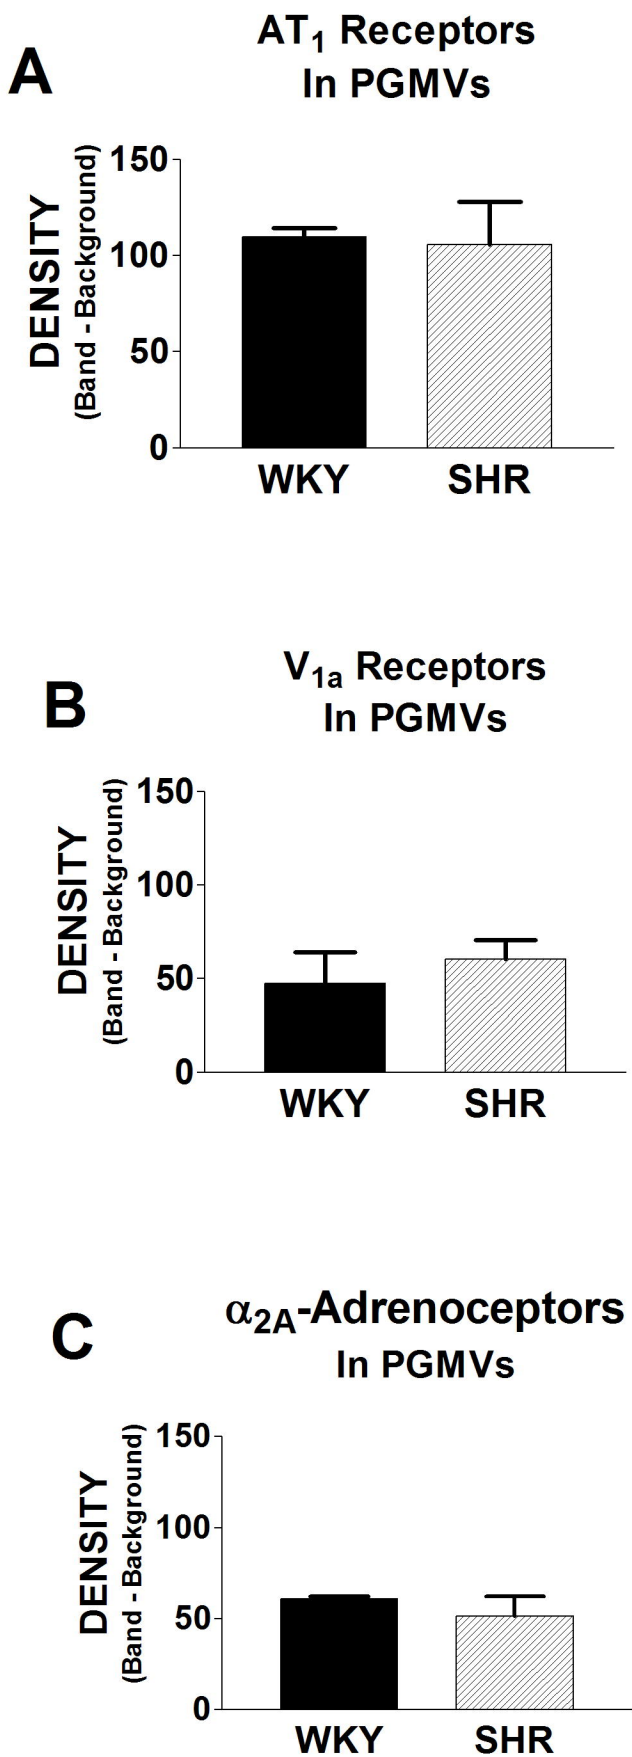 A
AT₁ Receptors
In PGMVs
DENSITY
(Band - Background)
150
100
50
0
WKY SHR
B
V₁ₐ Receptors
In PGMVs
DENSITY
(Band - Background)
150
100
50
0
WKY SHR
C
α2A-Adrenoceptors
In PGMVs
DENSITY
(Band - Background)
150
100
50
0
WKY SHR